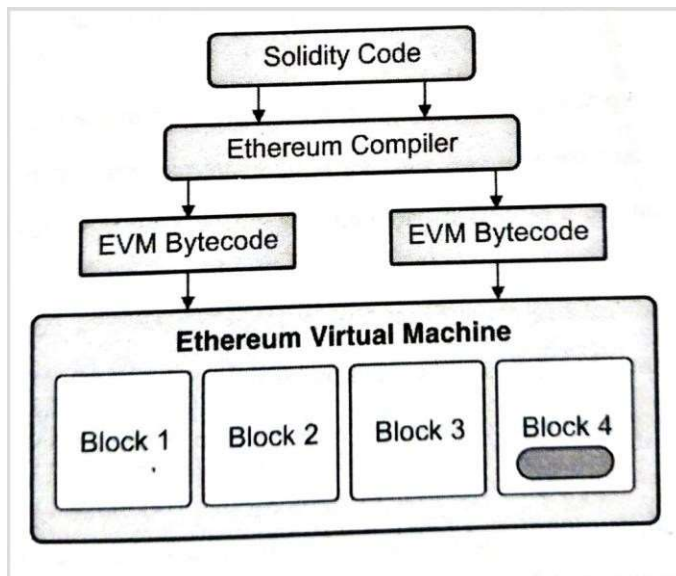 Solidity Code
Ethereum Compiler
EVM Bytecode
EVM Bytecode
Ethereum Virtual Machine
Block 1
Block 2
Block 3
Block 4